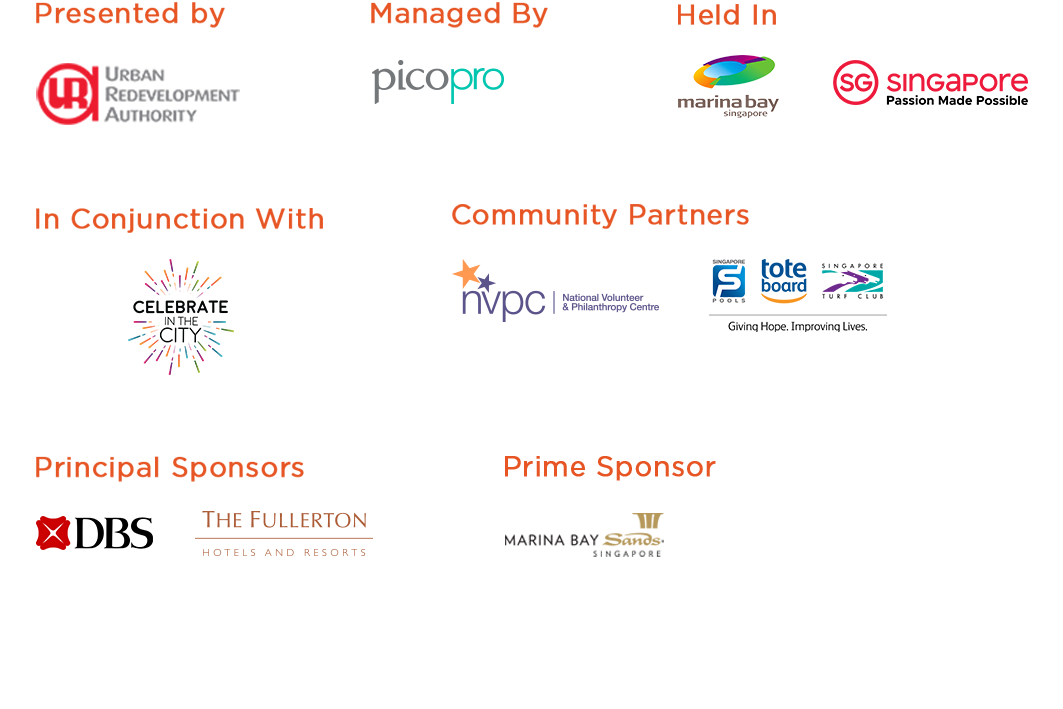 Presented by
Managed By
Held In
URBAN
REDEVELOPMENT
AUTHORITY
picopro
marina bay
singapore
SG
singapore
Passion Made Possible
In Conjunction With
Community Partners
CELEBRATE
IN THE
CITY
nvpc
National Volunteer
& Philanthropy Centre
SINGAPORE
S
POOLS
tote
board
SINGAPORE
TURF CLUB
Giving Hope. Improving Lives.
Principal Sponsors
Prime Sponsor
DBS
THE FULLERTON
HOTELS AND RESORTS
MARINA BAY Sands
SINGAPORE